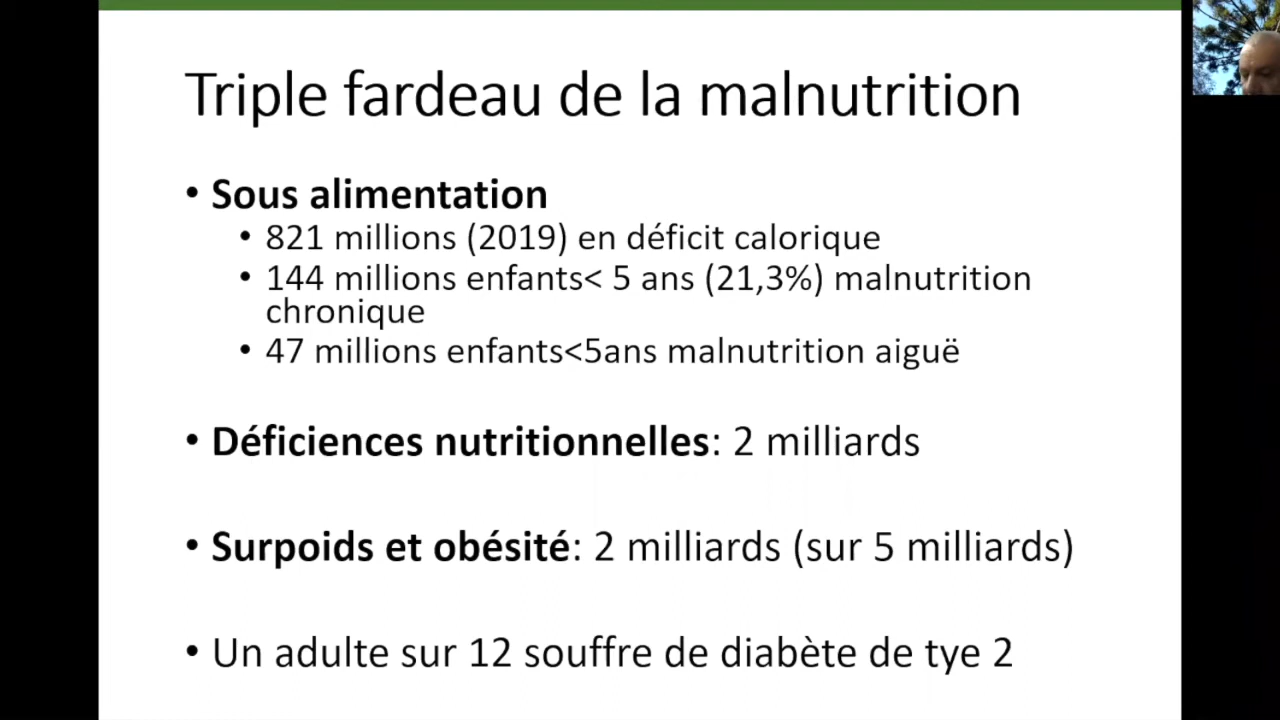 Triple fardeau de la malnutrition
• Sous alimentation
• 821 millions (2019) en déficit calorique
• 144 millions enfants< 5 ans (21,3%) malnutrition
chronique
• 47 millions enfants<5ans malnutrition aiguë
• Déficiences nutritionnelles: 2 milliards
• Surpoids et obésité: 2 milliards (sur 5 milliards)
• Un adulte sur 12 souffre de diabète de tye 2